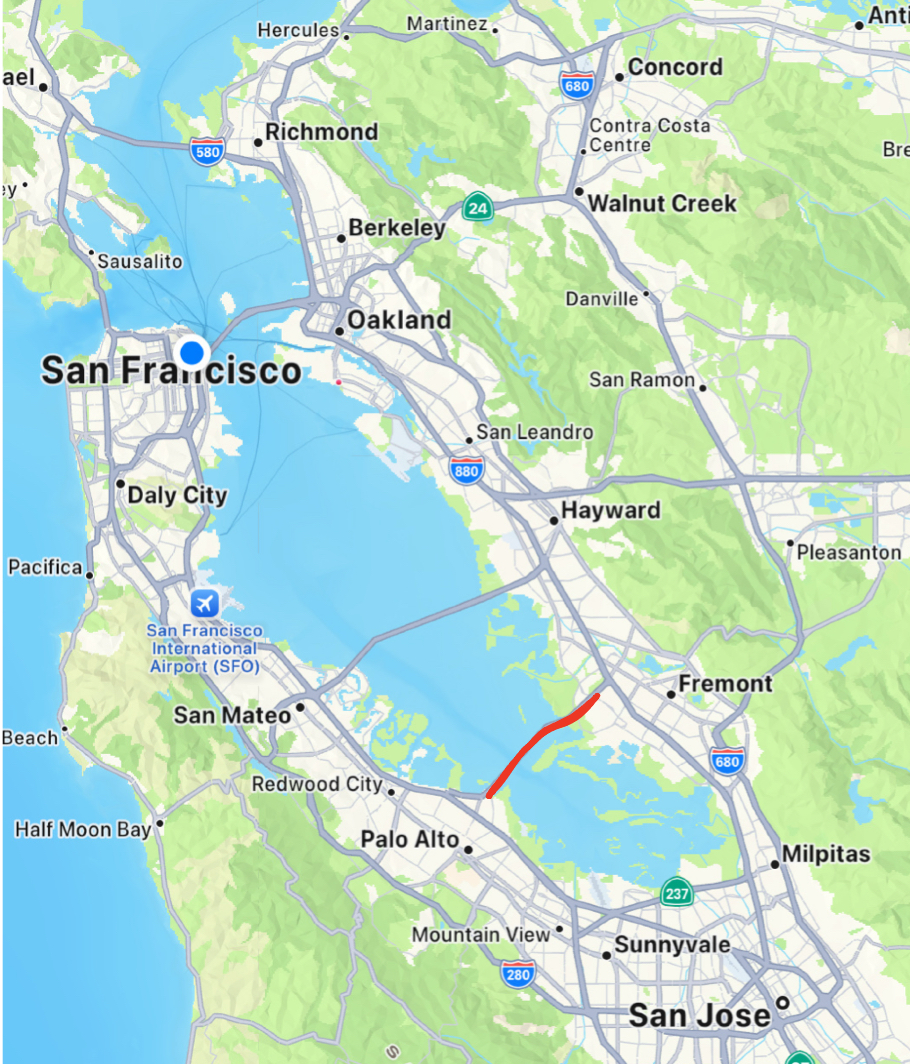 Hercules
Martinez
Anti
ael
680
Concord
Richmond
580
Contra Costa
Centre
Bre
ey
24
Walnut Creek
Berkeley
Sausalito
Danville
Oakland
San Francisco
San Ramon
San Leandro
880
Daly City
Hayward
Pleasanton
Pacifica
San Francisco
International
Airport (SFO)
Fremont
San Mateo
Beach
680
Redwood City
Half Moon Bay
Palo Alto
Milpitas
237
Mountain View
Sunnyvale
280
San Jose
S